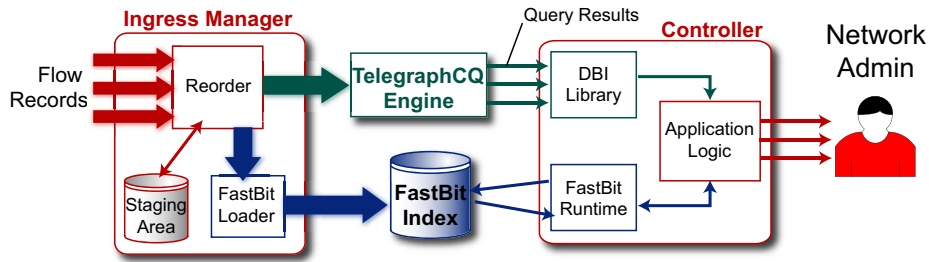 Ingress Manager
Query Results
Controller
Network
Admin
Flow
Records
Reorder
TelegraphCQ
Engine
DBI
Library
Application
Logic
Staging
Area
FastBit
Loader
FastBit
Index
FastBit
Runtime